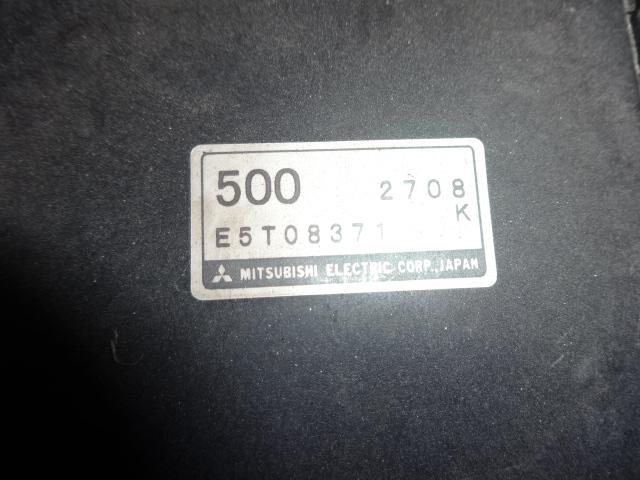 500 2708
K
E5T08371
MITSUBISHI ELECTRIC CORP., JAPAN